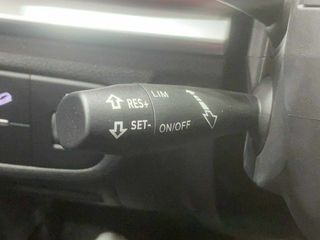 RES+ LIM
SET- ON/OFF